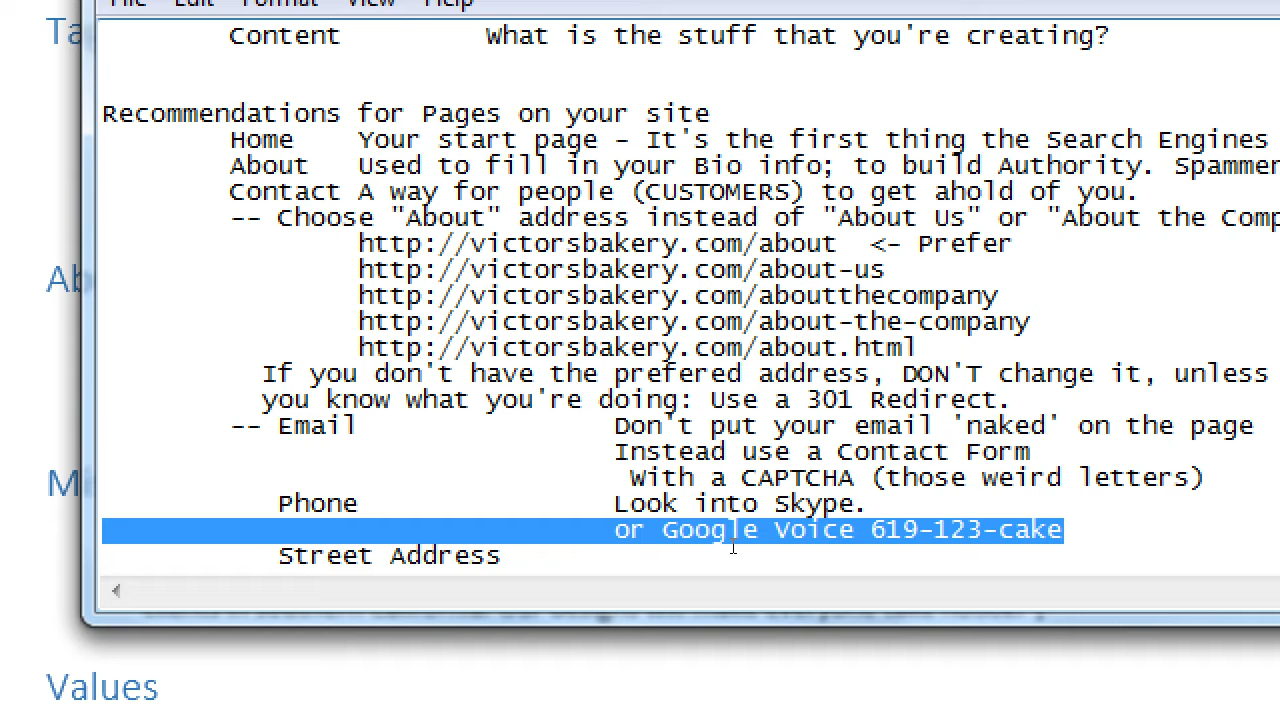 File Edit Format View Help
Content What is the stuff that you're creating?
Recommendations for Pages on your site
Home Your start page - It's the first thing the Search Engines
About Used to fill in your Bio info; to build Authority. Spammer
Contact A way for people (CUSTOMERS) to get ahold of you.
-- Choose "About" address instead of "About Us" or "About the Comp
http://victorsbakery.com/about <- Prefer
http://victorsbakery.com/about-us
http://victorsbakery.com/aboutthecompany
http://victorsbakery.com/about-the-company
http://victorsbakery.com/about.html
If you don't have the prefered address, DON'T change it, unless
you know what you're doing: Use a 301 Redirect.
-- Email Don't put your email 'naked' on the page
Instead use a Contact Form
With a CAPTCHA (those weird letters)
Phone Look into Skype.
or Google Voice 619-123-cake
Street Address
Ta
Ab
M
Values